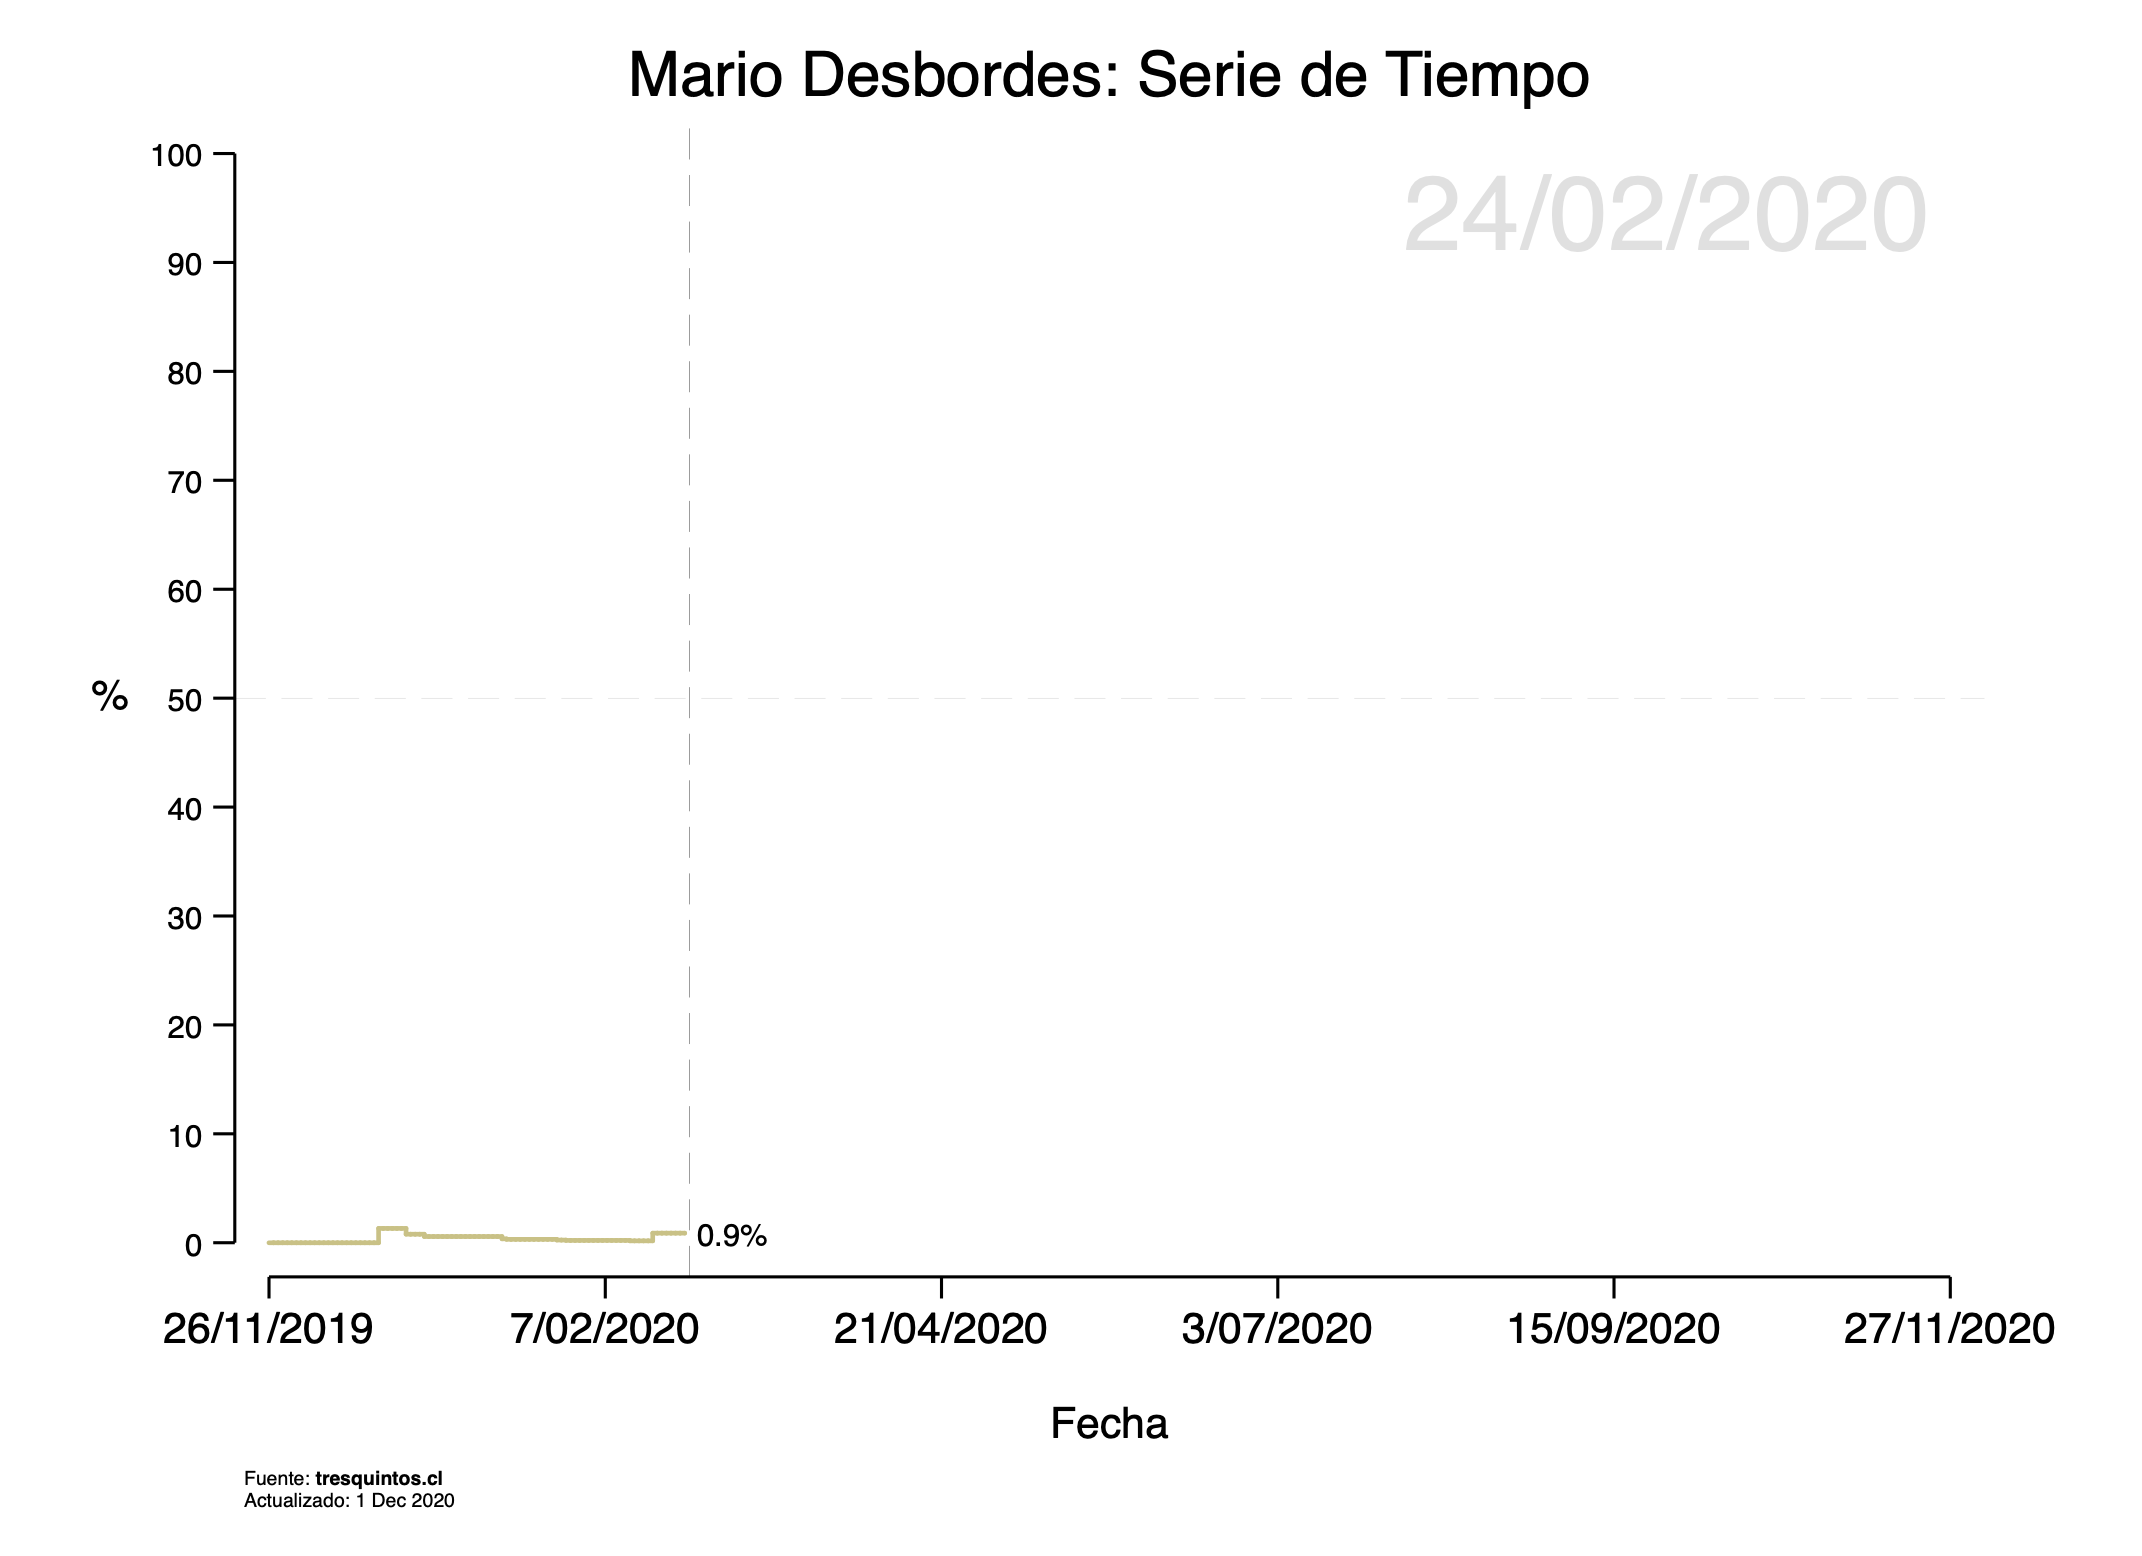 Mario Desbordes: Serie de Tiempo
24/02/2020
100
90
80
70
60
50
40
30
20
10
0
%
0.9%
26/11/2019 7/02/2020 21/04/2020 3/07/2020 15/09/2020 27/11/2020
Fecha
Fuente: tresquintos.cl
Actualizado: 1 Dec 2020